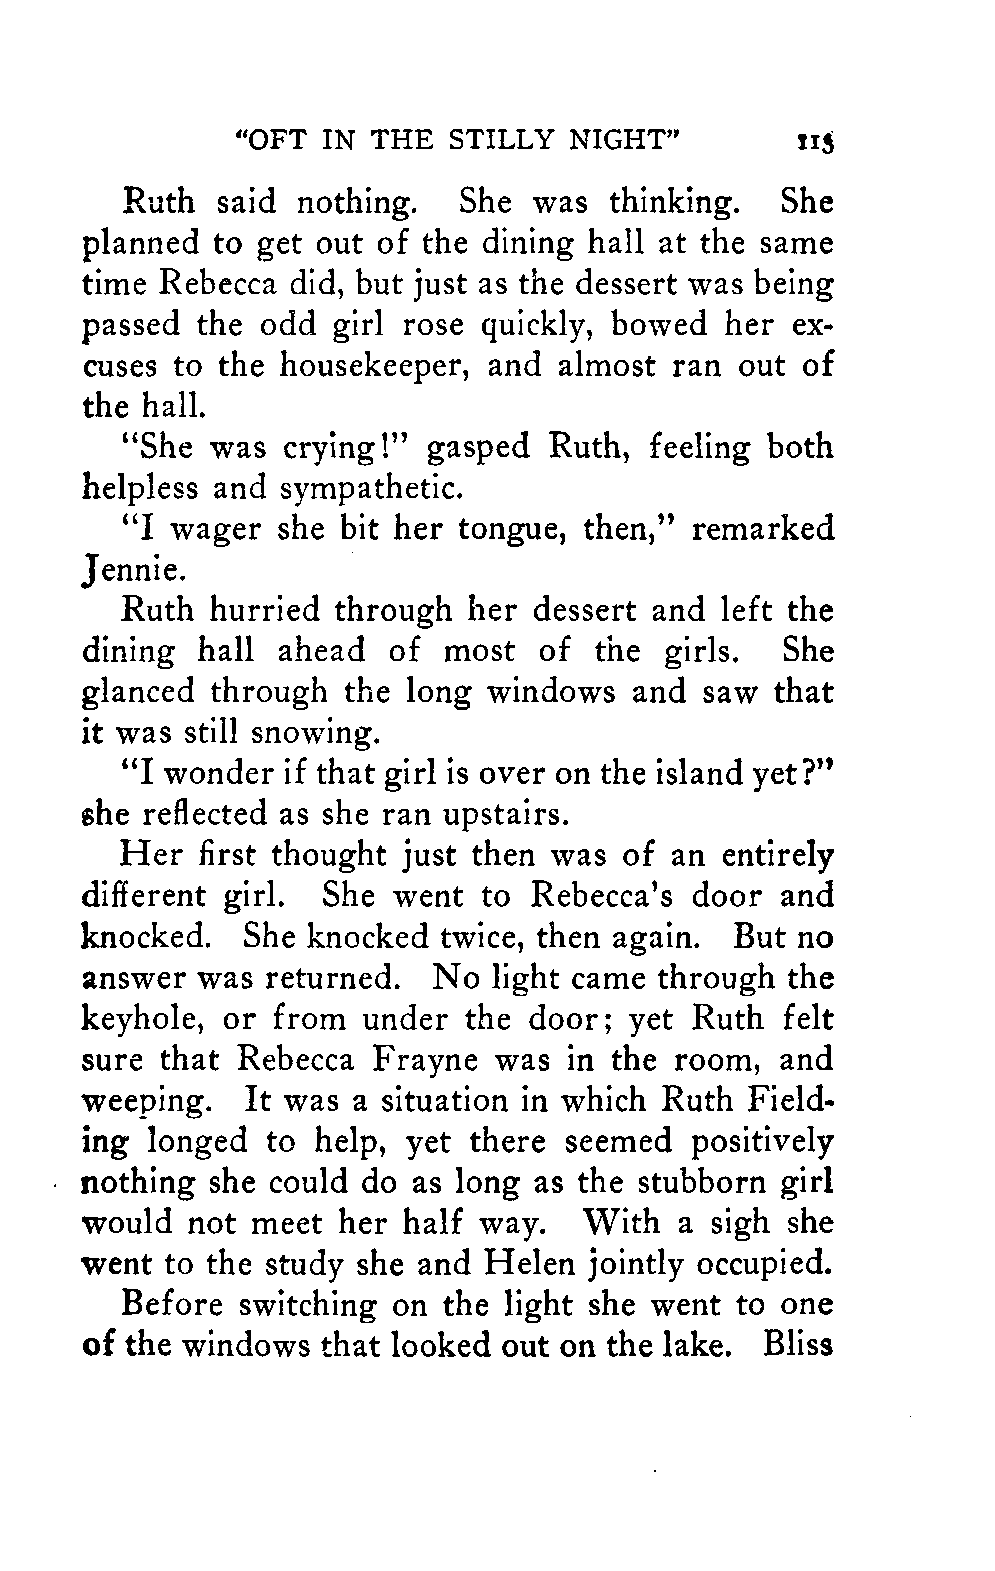 "OFT IN THE STILLY NIGHT" 115
Ruth said nothing. She was thinking. She
planned to get out of the dining hall at the same
time Rebecca did, but just as the dessert was being
passed the odd girl rose quickly, bowed her ex-
cuses to the housekeeper, and almost ran out of
the hall.
"She was crying!" gasped Ruth, feeling both
helpless and sympathetic.
"I wager she bit her tongue, then," remarked
Jennie.
Ruth hurried through her dessert and left the
dining hall ahead of most of the girls. She
glanced through the long windows and saw that
it was still snowing.
"I wonder if that girl is over on the island yet?"
she reflected as she ran upstairs.
Her first thought just then was of an entirely
different girl. She went to Rebecca's door and
knocked. She knocked twice, then again. But no
answer was returned. No light came through the
keyhole, or from under the door; yet Ruth felt
sure that Rebecca Frayne was in the room, and
weeping. It was a situation in which Ruth Field-
ing longed to help, yet there seemed positively
nothing she could do as long as the stubborn girl
would not meet her half way. With a sigh she
went to the study she and Helen jointly occupied.
Before switching on the light she went to one
of the windows that looked out on the lake. Bliss